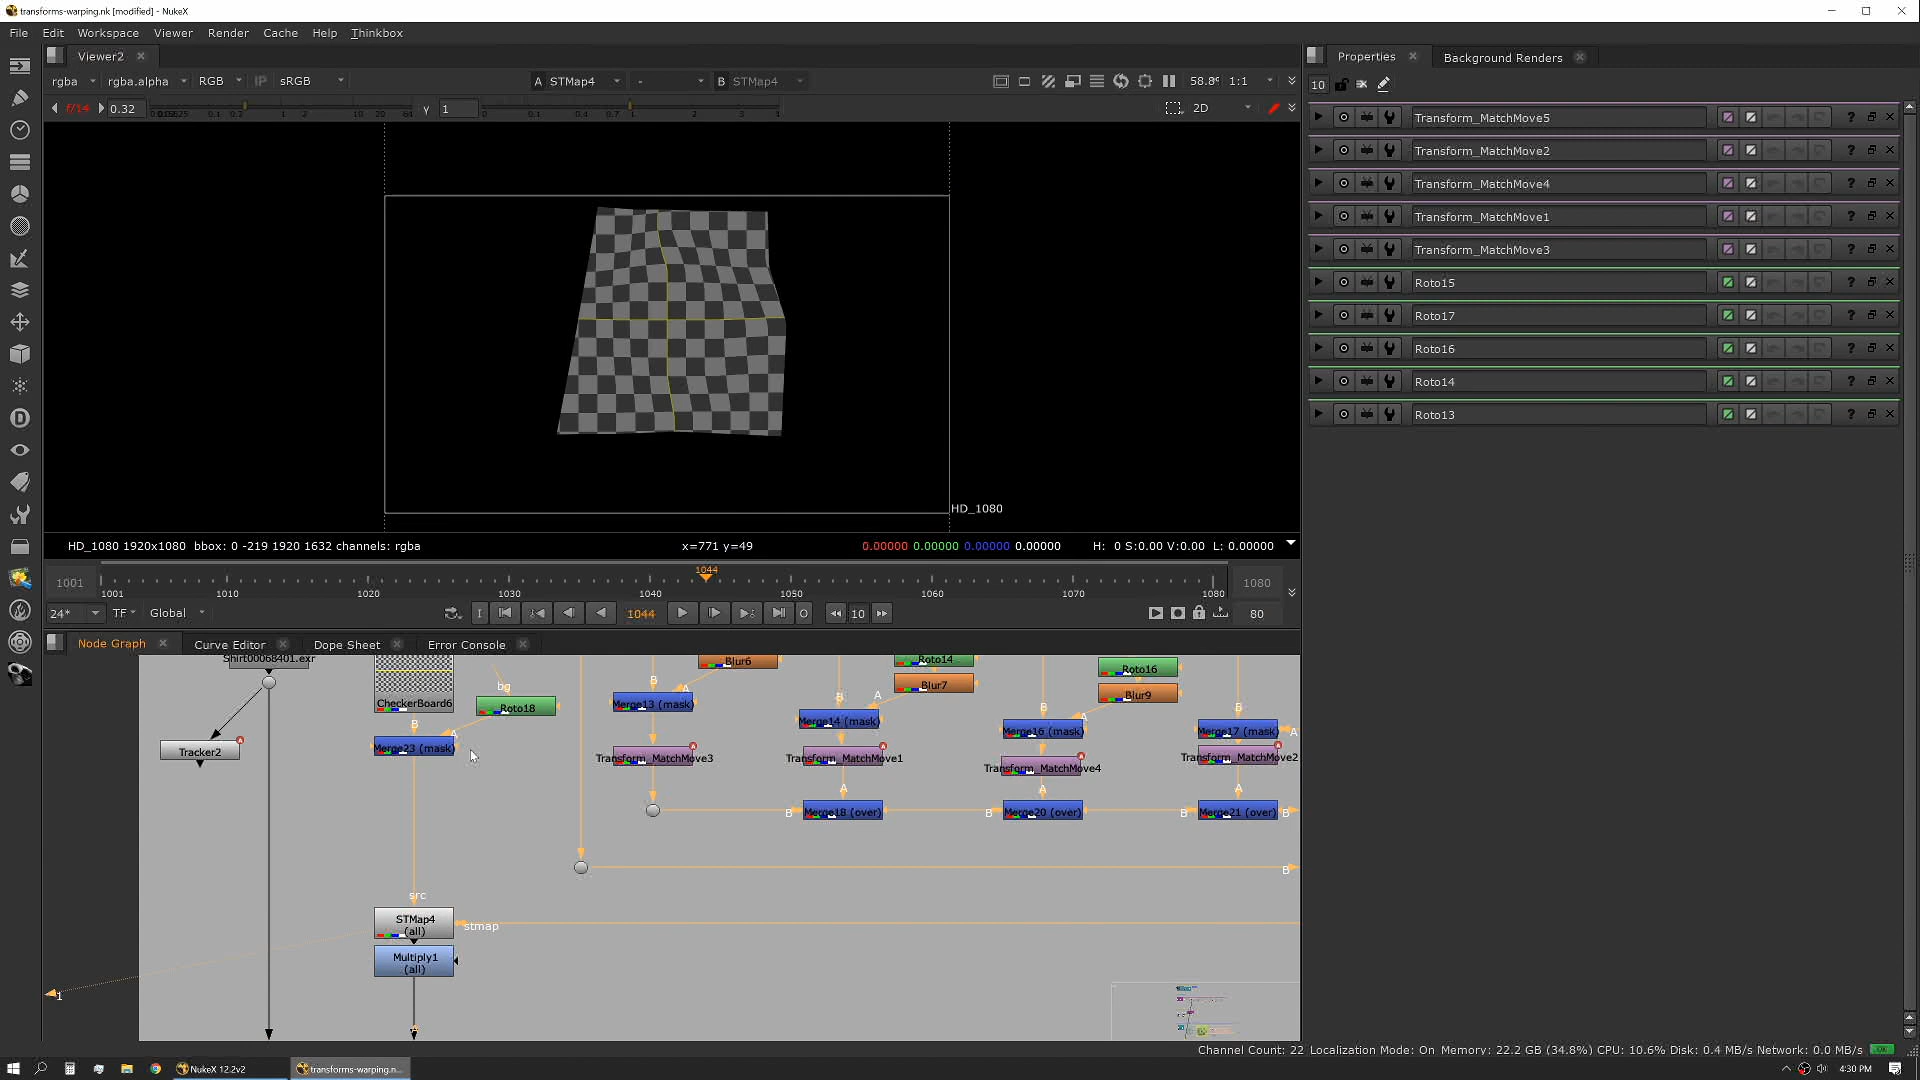 transforms-warping.nk [modified] - NukeX
File Edit Workspace Viewer Render Cache Help Thinkbox
Viewer2
rgba rgba.alpha RGB IP sRGB A STMap4 - B STMap4 58.8% 1:1
f/14 0.32 γ 1 2D
HD_1080
HD_1080 1920x1080 bbox: 0 -219 1920 1632 channels: rgba x=771 y=49 0.00000 0.00000 0.00000 0.00000 H: 0 S:0.00 V:0.00 L: 0.00000
1044
1001 1080
1001 1010 1020 1030 1040 1050 1060 1070 1080
24* TF Global I 1044 O 10 80
Node Graph Curve Editor Dope Sheet Error Console
Shirt00068401.exr
CheckerBoard6
bg
Roto18
Tracker2
B
A
Merge23 (mask)
Blur6
Roto14
Blur7
Roto16
Blur9
B A
Merge13 (mask)
B A
Merge14 (mask)
B A
Merge16 (mask)
B
Merge17 (mask) A
Transform_MatchMove3
Transform_MatchMove1
Transform_MatchMove4
Transform_MatchMove2
A A A
B Merge18 (over) B Merge20 (over) B Merge21 (over) B
B
src
STMap4
(all)
stmap
Multiply1
(all)
1
A
Properties Background Renders
10
Transform_MatchMove5
Transform_MatchMove2
Transform_MatchMove4
Transform_MatchMove1
Transform_MatchMove3
Roto15
Roto17
Roto16
Roto14
Roto13
Channel Count: 22 Localization Mode: On Memory: 22.2 GB (34.8%) CPU: 10.6% Disk: 0.4 MB/s Network: 0.0 MB/s
NukeX 12.2v2 transforms-warping.n... 4:30 PM